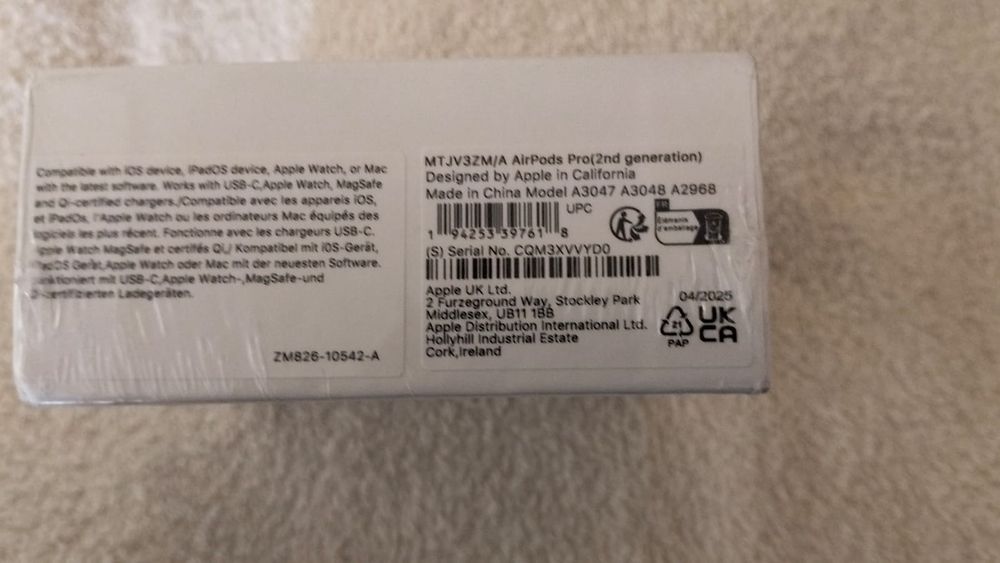 Compatible with iOS device, iPadOS device, Apple Watch, or Mac
with the latest software. Works with USB-C,Apple Watch, MagSafe
and Qi-certified chargers./Compatible avec les appareils iOS,
et iPadOs, l'Apple Watch ou les ordinateurs Mac équipés des
logiciels les plus récent. Fonctionne avec les chargeurs USB-C.
Apple Watch MagSafe et certifés Qi,/ Kompatibel mit iOS-Gerät,
iPadOS Gerät,Apple Watch oder Mac mit der neuesten Software.
mit USB-C,Apple Watch-,MagSafe-und
Ladegeräten.
ZM826-10542-A
MTJV3ZM/A AirPods Pro(2nd generation)
Designed by Apple in California
Made in China Model A3047 A3048 A2968
UPC
1 94253 39761 8
FR
Éléments
d'embalage
(S) Serial No. CQM3XVVYD0
Apple UK Ltd.
2 Furzeground Way, Stockley Park
Middlesex, UB11 1BB
Apple Distribution International Ltd.
Hollyhill Industrial Estate
Cork,Ireland
04/2025
21
PAP
UK
CA